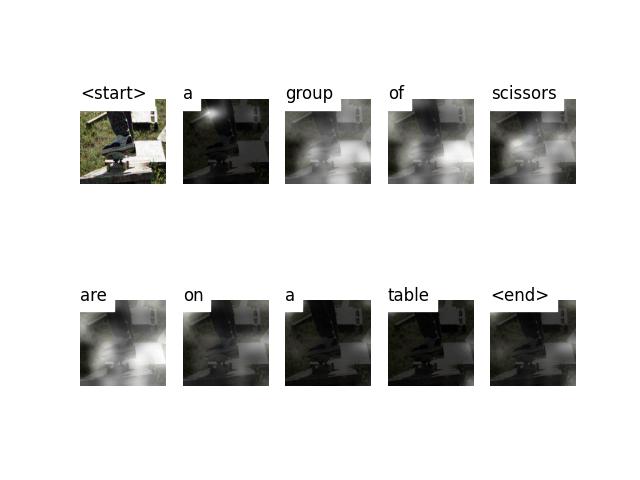 <start> a group of scissors
are on a table <end>